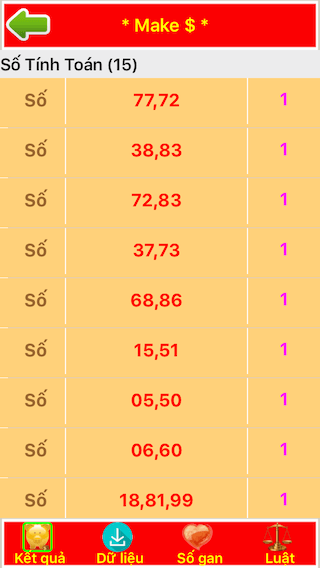 * Make $ *
Số Tính Toán (15)
Số 77,72 1
Số 38,83 1
Số 72,83 1
Số 37,73 1
Số 68,86 1
Số 15,51 1
Số 05,50 1
Số 06,60 1
Số 18,81,99 1
Kết quả Dữ liệu Số gan Luật